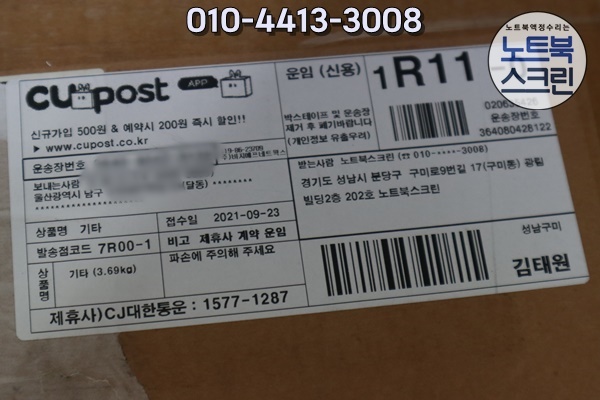 010-4413-3008
노트북액정수리는
노트북
스크린
CUpost APP
신규가입 500원 & 예약시 200원 즉시 할인!!
▶ www.cupost.co.kr
운임 (신용)
1R11
박스테이프 및 운송장
제거 후 폐기바랍니다
(개인정보 유출우려)
운송장번호
364080428122
운송장번호
보내는사람
울산광역시 남구 (달동)
받는사람 노트북스크린 (☎ 010-****-3008)
경기도 성남시 분당구 구미로9번길 17(구미동) 광림
빌딩2층 202호 노트북스크린
상품명 기타
접수일 2021-09-23
발송점코드 7R00-1
비고 제휴사 계약 운임
파손에 주의해 주세요
상품명
기타 (3.69kg)
성남구미
김태원
제휴사)CJ대한통운 : 1577-1287